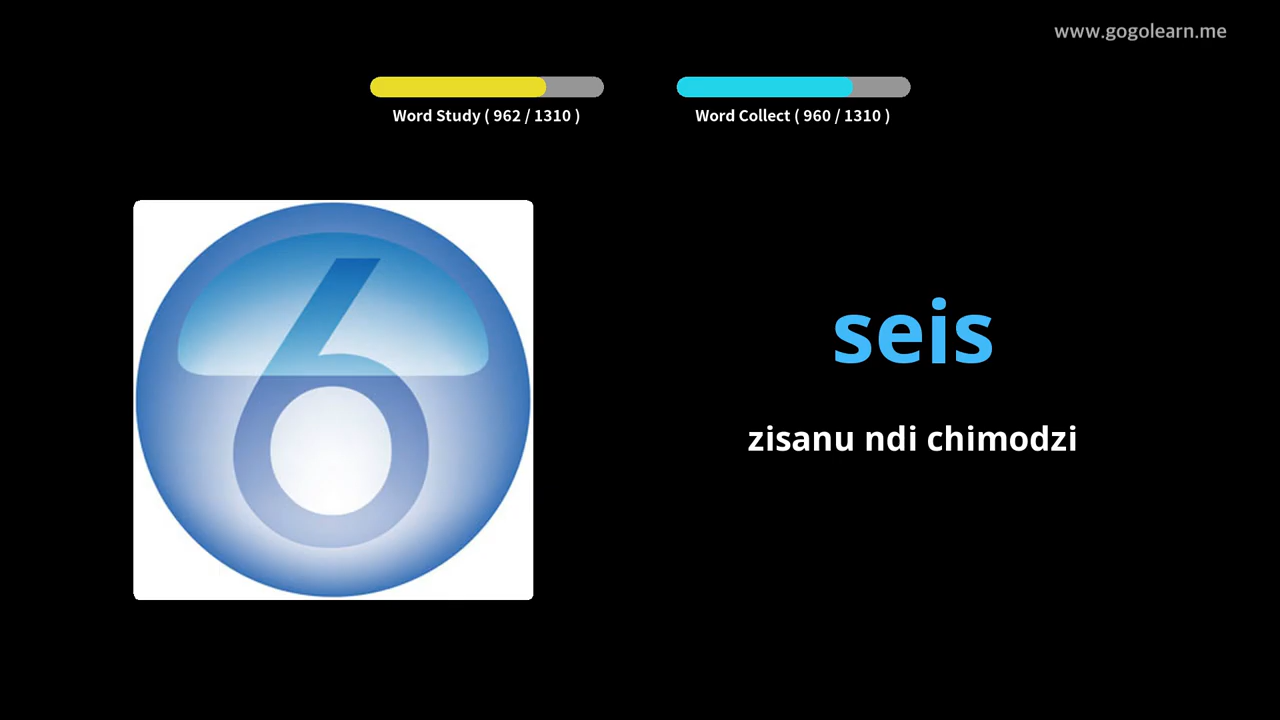 www.gogolearn.me
Word Study ( 962 / 1310 )
Word Collect ( 960 / 1310 )
6
seis
zisanu ndi chimodzi